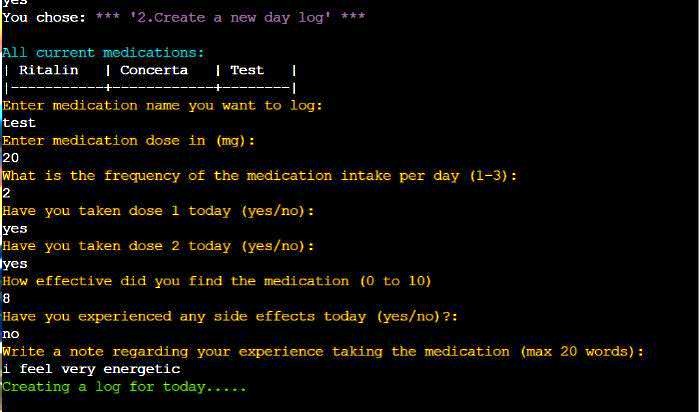 yes
You chose: *** '2.Create a new day log' ***
All current medications:
| Ritalin | Concerta | Test |
|-----------+------------+--------|
Enter medication name you want to log:
test
Enter medication dose in (mg):
20
What is the frequency of the medication intake per day (1-3):
2
Have you taken dose 1 today (yes/no):
yes
Have you taken dose 2 today (yes/no):
yes
How effective did you find the medication (0 to 10)
8
Have you experienced any side effects today (yes/no)?:
no
Write a note regarding your experience taking the medication (max 20 words):
i feel very energetic
Creating a log for today.....